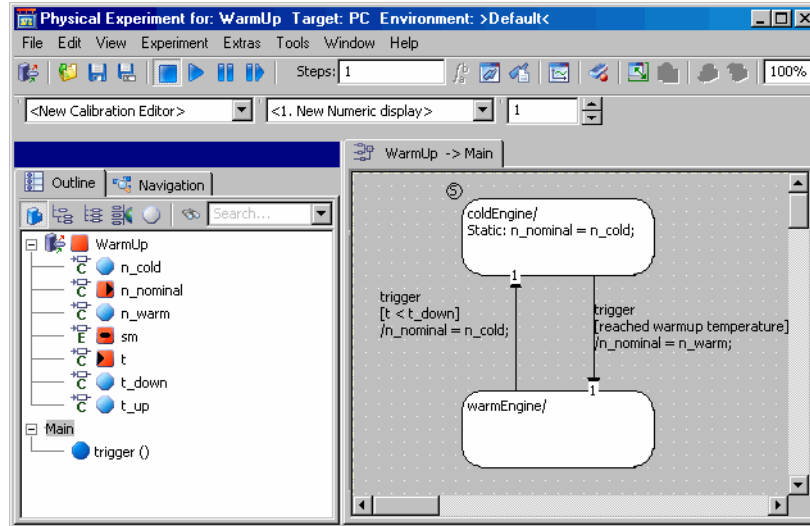 Physical Experiment for: WarmUp Target: PC Environment: >Default<
File Edit View Experiment Extras Tools Window Help
Steps: 1 100%
<New Calibration Editor> <1. New Numeric display> 1
WarmUp -> Main
Outline Navigation
Search...
WarmUp
C n_cold
C n_nominal
C n_warm
E sm
C t
C t_down
C t_up
Main
trigger ()
S
coldEngine/
Static: n_nominal = n_cold;
1
trigger
[t < t_down]
/n_nominal = n_cold;
trigger
[reached warmup temperature]
/n_nominal = n_warm;
1
warmEngine/